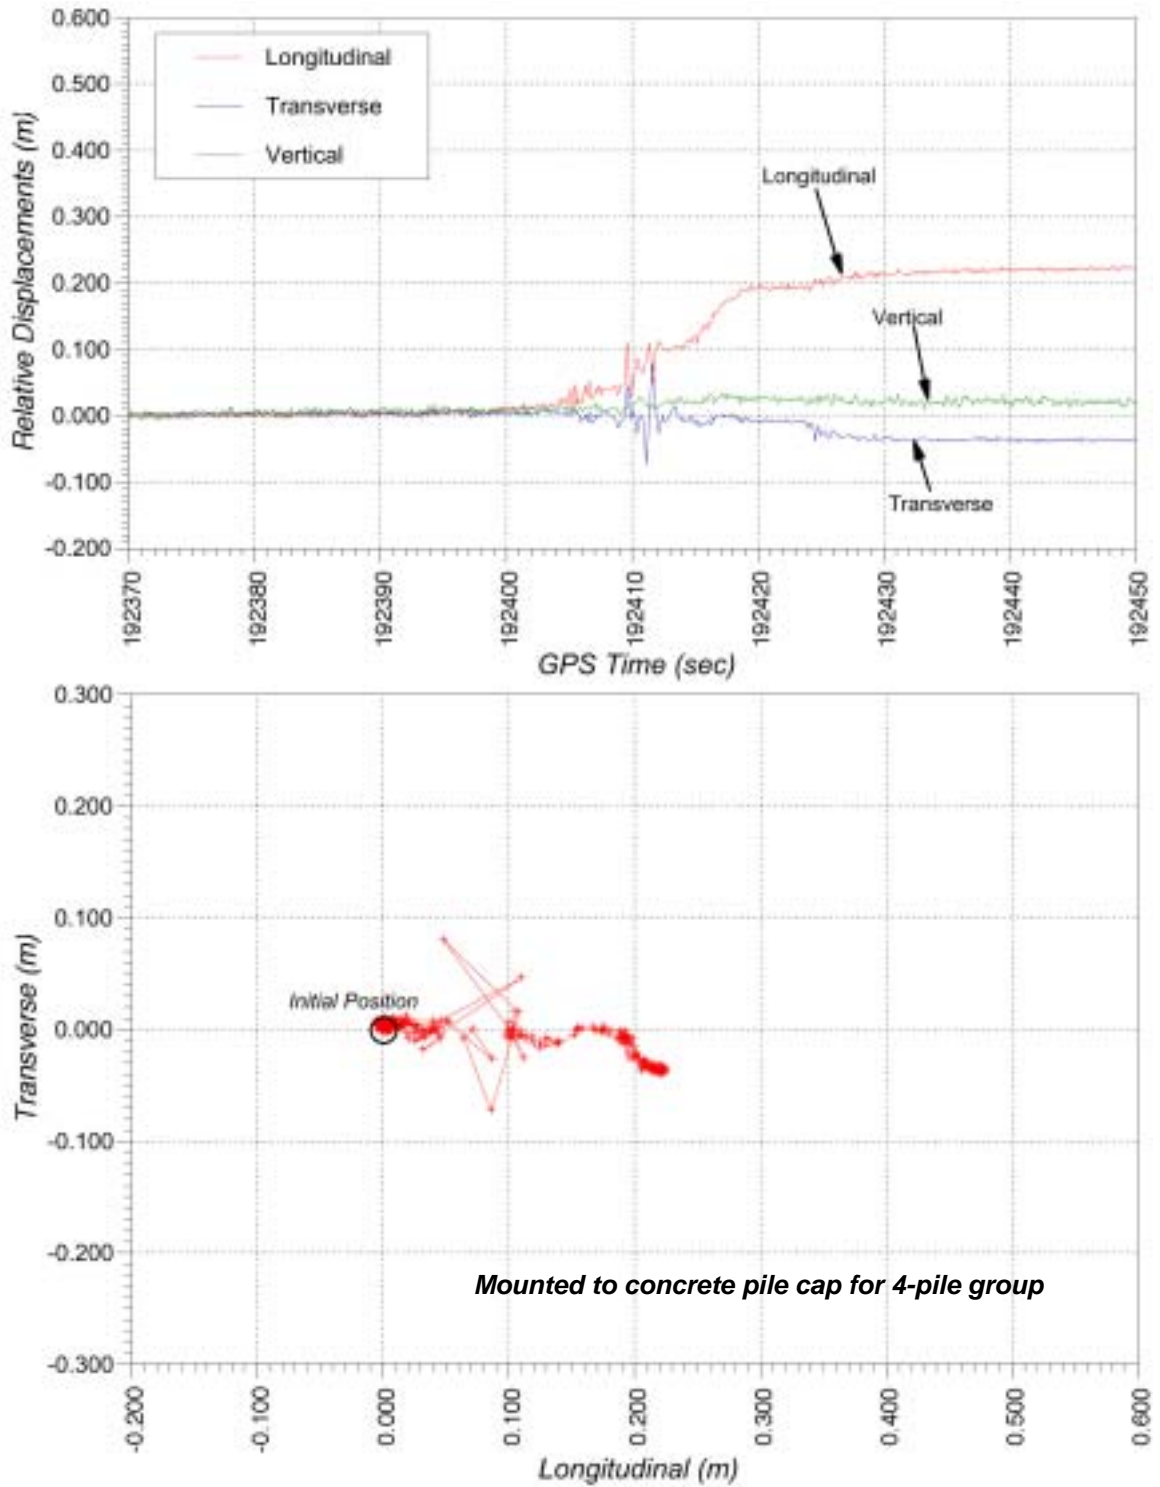 0.600
0.500
0.400
0.300
0.200
0.100
0.000
-0.100
-0.200
Relative Displacements (m)
Longitudinal
Transverse
Vertical
Longitudinal
Vertical
Transverse
192370
192380
192390
192400
192410
192420
192430
192440
192450
GPS Time (sec)
0.300
0.200
0.100
0.000
-0.100
-0.200
-0.300
Transverse (m)
Initial Position
Mounted to concrete pile cap for 4-pile group
-0.200
-0.100
0.000
0.100
0.200
0.300
0.400
0.500
0.600
Longitudinal (m)